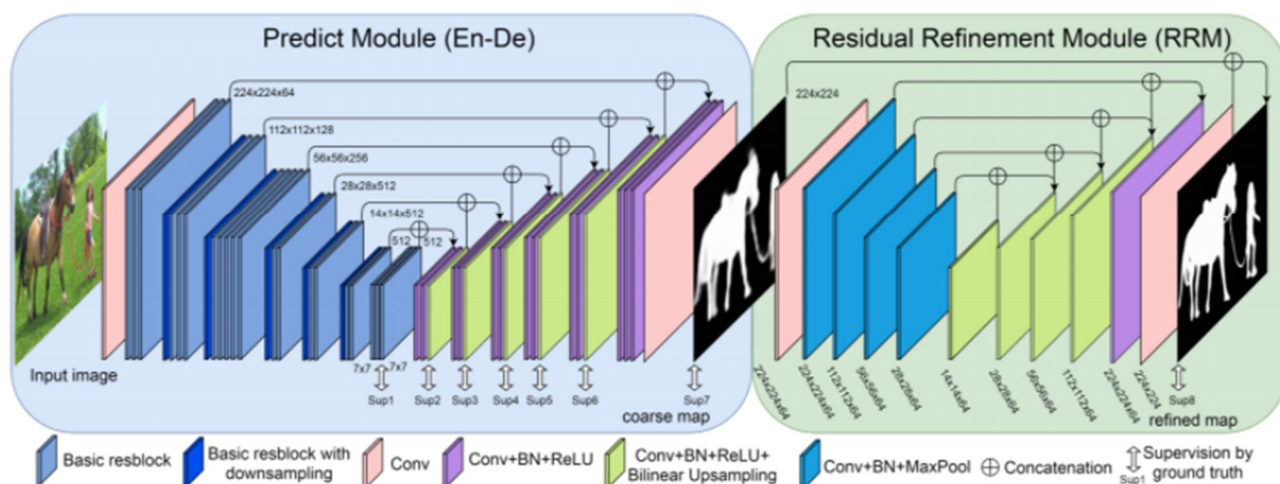 Predict Module (En-De)
Residual Refinement Module (RRM)
224x224x64
112x112x128
56x56x256
28x28x512
14x14x512
512
512
7x7
7x7
Input image
Sup1
Sup2
Sup3
Sup4
Sup5
Sup6
Sup7
coarse map
224x224
224x224x64
224x224x64
112x112x64
56x56x64
28x28x64
14x14x64
28x28x64
56x56x64
112x112x64
224x224x64
224x224
Sup8
refined map
Basic resblock
Basic resblock with
downsampling
Conv
Conv+BN+ReLU
Conv+BN+ReLU+
Bilinear Upsampling
Conv+BN+MaxPool
Concatenation
Sup1
Supervision by
ground truth